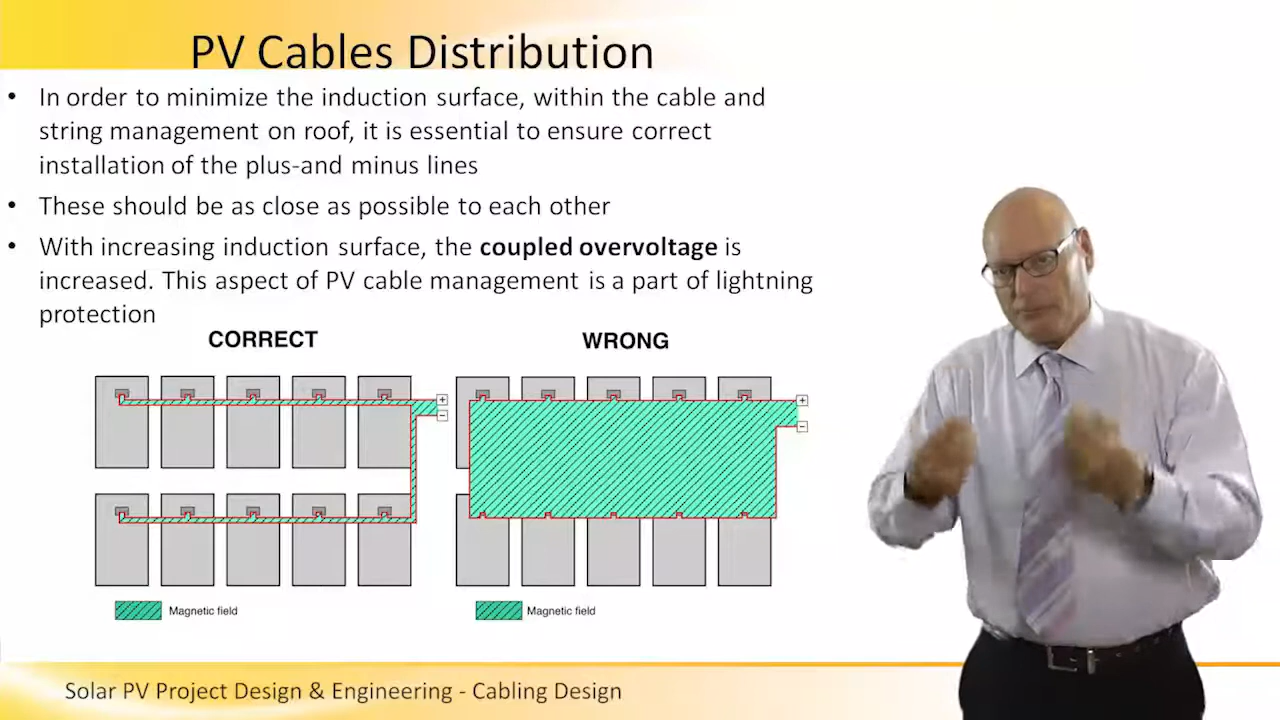 PV Cables Distribution
• In order to minimize the induction surface, within the cable and
string management on roof, it is essential to ensure correct
installation of the plus-and minus lines
• These should be as close as possible to each other
• With increasing induction surface, the coupled overvoltage is
increased. This aspect of PV cable management is a part of lightning
protection
CORRECT
WRONG
+
−
+
−
Magnetic field
Magnetic field
Solar PV Project Design & Engineering - Cabling Design